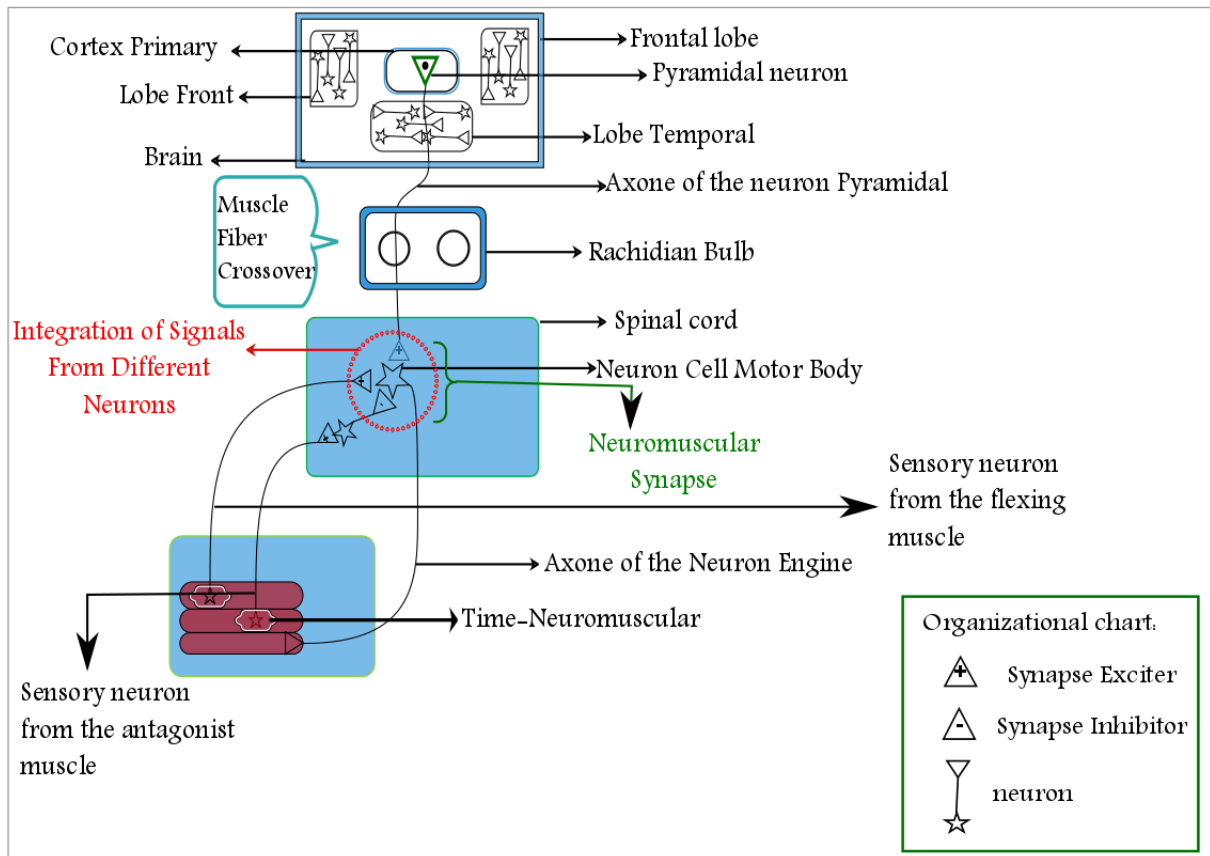 Cortex Primary
Frontal lobe
Pyramidal neuron
Lobe Front
Lobe Temporal
Brain
Axone of the neuron Pyramidal
Muscle
Fiber
Crossover
Rachidian Bulb
Integration of Signals
From Different
Neurons
Spinal cord
Neuron Cell Motor Body
+
+
-
+
Neuromuscular
Synapse
Sensory neuron
from the flexing
muscle
Axone of the Neuron Engine
Time-Neuromuscular
Sensory neuron
from the antagonist
muscle
Organizational chart:
+ Synapse Exciter
- Synapse Inhibitor
neuron